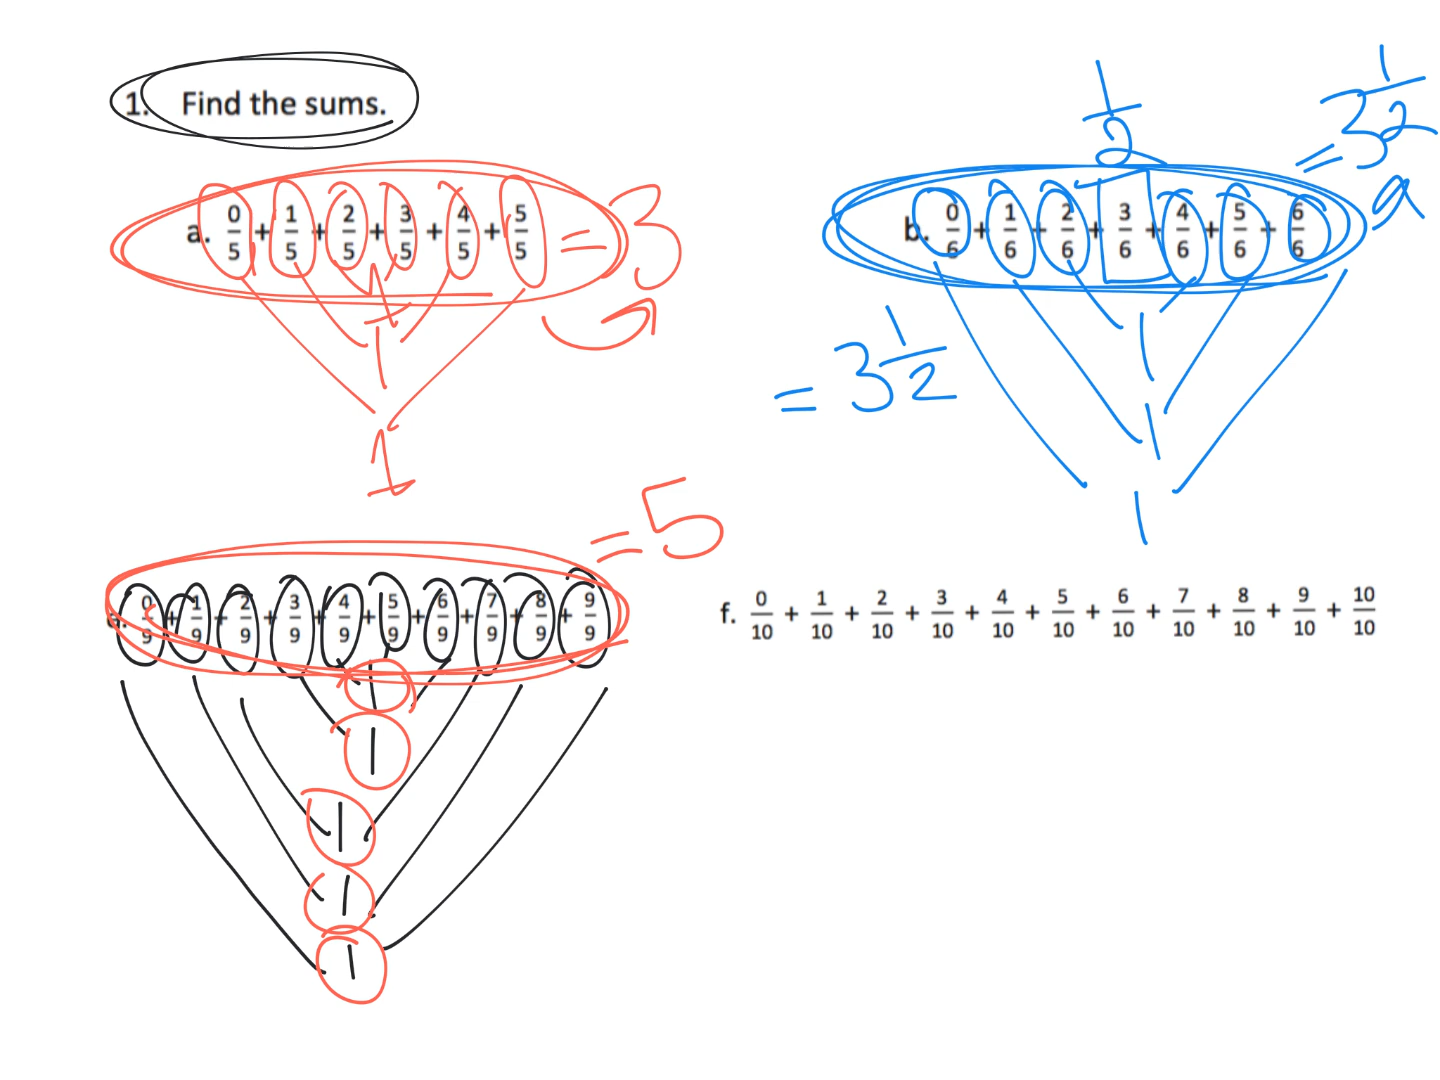 1. Find the sums.
a. 0/5 + 1/5 + 2/5 + 3/5 + 4/5 + 5/5 = 3
1
1
1/2
b. 0/6 + 1/6 + 2/6 + 3/6 + 4/6 + 5/6 + 6/6 = 3 1/2
= 3 1/2
1
1
1
0/9 + 1/9 + 2/9 + 3/9 + 4/9 + 5/9 + 6/9 + 7/9 + 8/9 + 9/9 = 5
1
1
1
1
1
f. 0/10 + 1/10 + 2/10 + 3/10 + 4/10 + 5/10 + 6/10 + 7/10 + 8/10 + 9/10 + 10/10